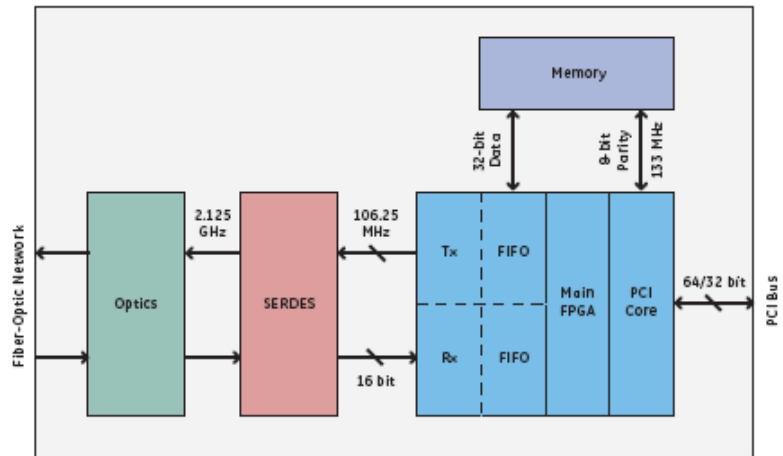 Memory
32-bit
Data
8-bit
Parity
133 MHz
Fiber-Optic Network
Optics
2.125
GHz
SERDES
106.25
MHz
16 bit
Tx
FIFO
Rx
FIFO
Main
FPGA
PCI
Core
64/32 bit
PCI Bus